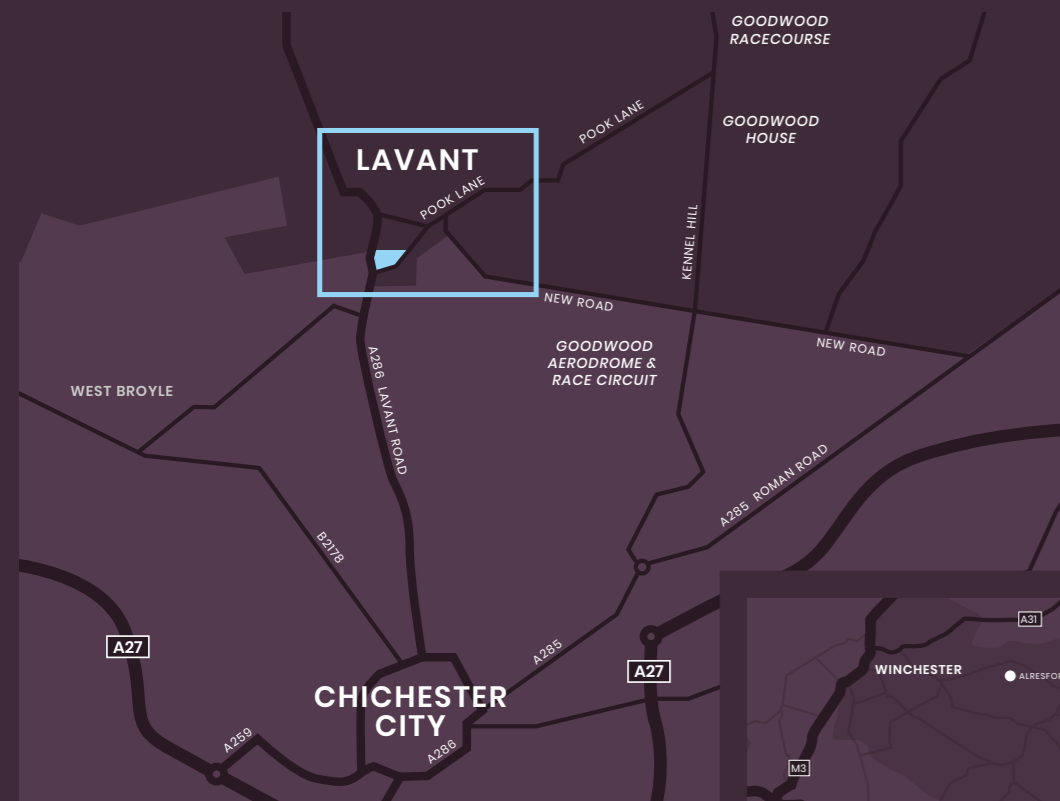 GOODWOOD
RACECOURSE
POOK LANE
GOODWOOD
HOUSE
LAVANT
POOK LANE
KENNEL HILL
NEW ROAD
NEW ROAD
GOODWOOD
AERODROME &
RACE CIRCUIT
WEST BROYLE
A286 LAVANT ROAD
A285 ROMAN ROAD
B2178
A27
A285
A27
CHICHESTER
CITY
A259
A286
A31
WINCHESTER
ALRESFOR
M3